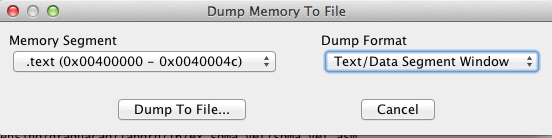 Dump Memory To File
Memory Segment
Dump Format
.text (0x00400000 - 0x0040004c)
Text/Data Segment Window
Dump To File...
Cancel